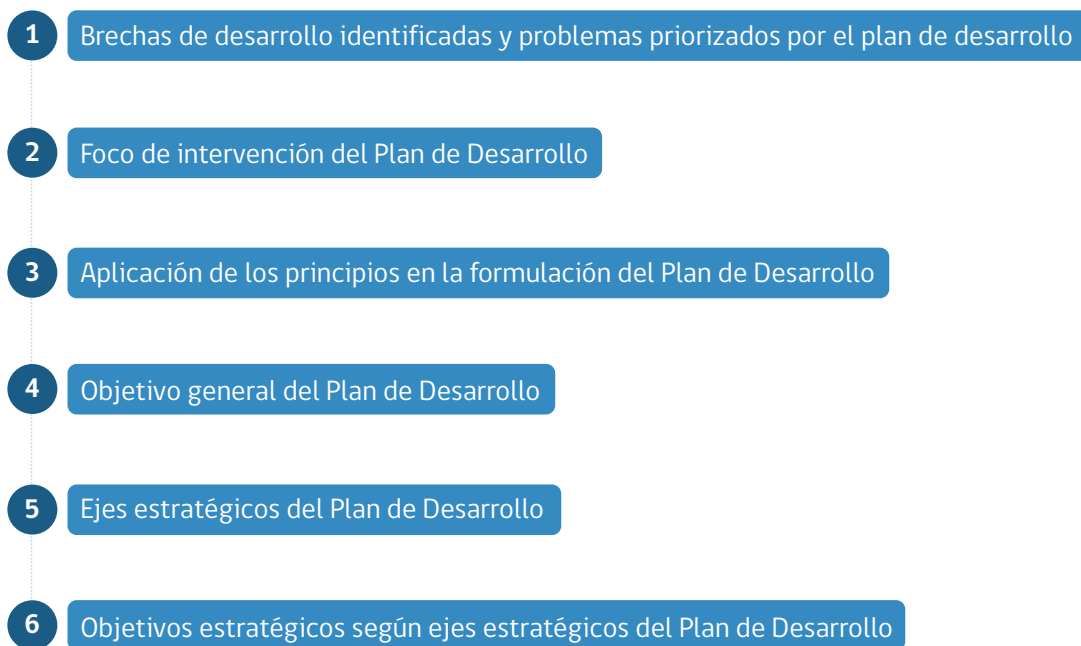 1 Brechas de desarrollo identificadas y problemas priorizados por el plan de desarrollo
2 Foco de intervención del Plan de Desarrollo
3 Aplicación de los principios en la formulación del Plan de Desarrollo
4 Objetivo general del Plan de Desarrollo
5 Ejes estratégicos del Plan de Desarrollo
6 Objetivos estratégicos según ejes estratégicos del Plan de Desarrollo